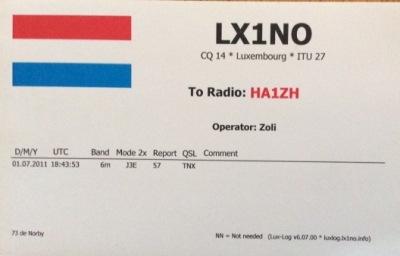 LX1NO
CQ 14 * Luxembourg * ITU 27
To Radio: HA1ZH
Operator: Zoli
D/M/Y UTC Band Mode 2x Report QSL Comment
01.07.2011 18:43:53 6m J3E 57 TNX
73 de Norby
NN = Not needed (Lux-Log v6.07.00 * luxlog.lx1no.info)